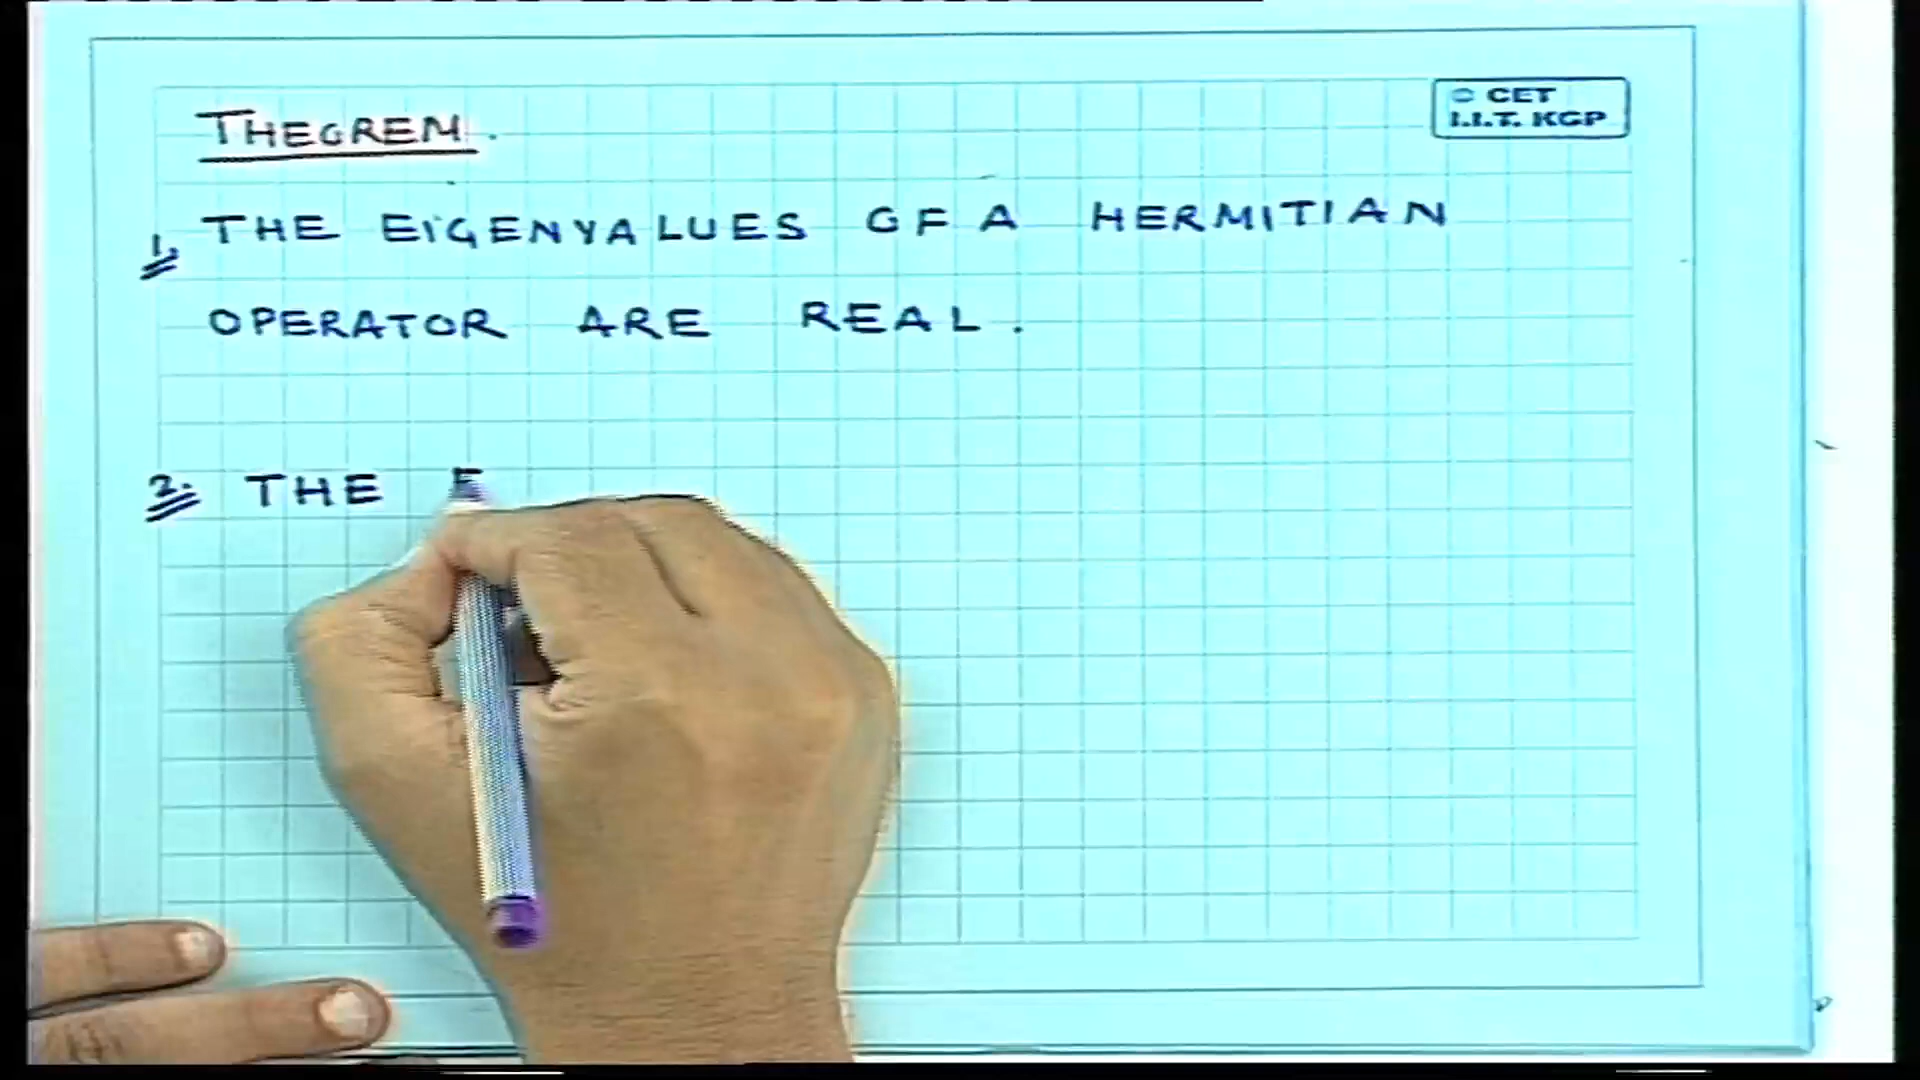 THEOREM.
© CET
I.I.T. KGP
1. THE EIGENVALUES OF A HERMITIAN
OPERATOR ARE REAL.
2. THE E